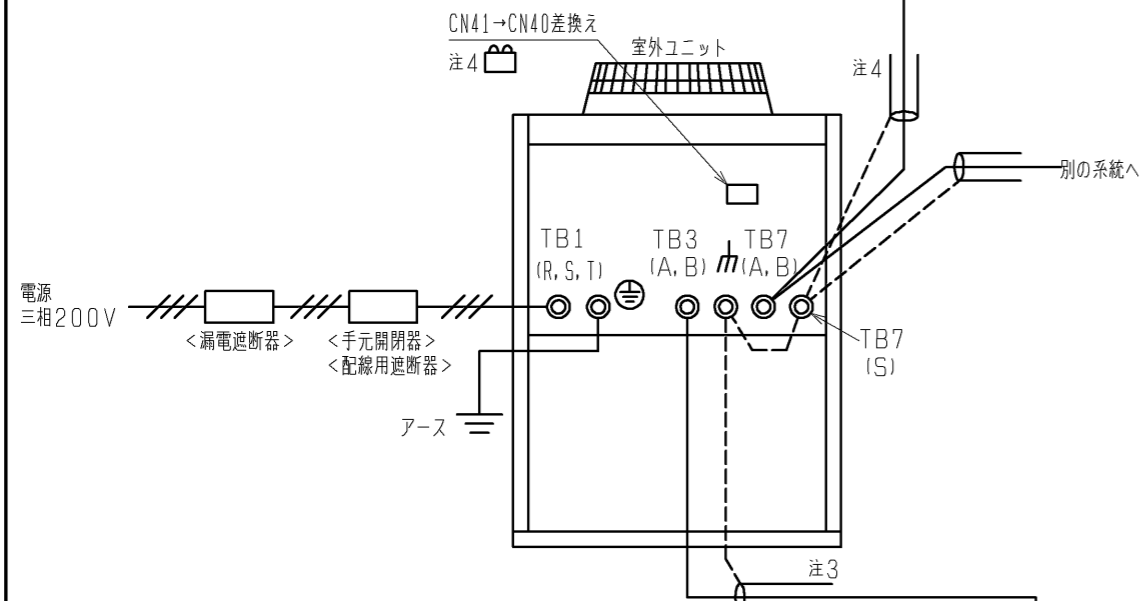 CN41→CN40差換え
注4
室外ユニット
注4
別の系統へ
TB1
(R, S, T)
TB3
(A, B)
TB7
(A, B)
電源
三相200V
<漏電遮断器>
<手元開閉器>
<配線用遮断器>
TB7
(S)
アース
注3